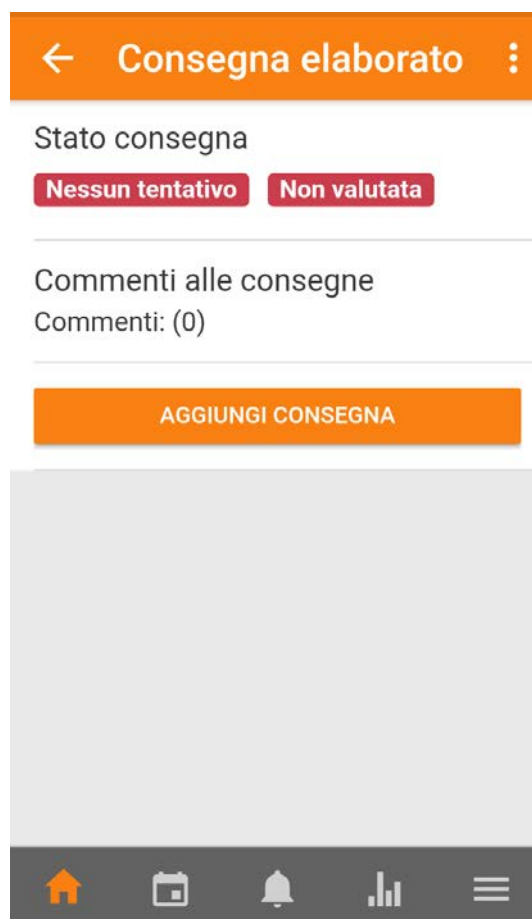 Consegna elaborato
Stato consegna
Nessun tentativo Non valutata
Commenti alle consegne
Commenti: (0)
AGGIUNGI CONSEGNA